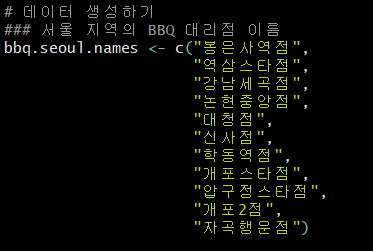 # 데이터 생성하기
### 서울 지역의 BBQ 대리점 이름
bbq.seoul.names <- c("봉은사역점",
"역삼스타점",
"강남세곡점",
"논현중앙점",
"대청점",
"신사점",
"학동역점",
"개포스타점",
"압구정스타점",
"개포2점",
"자곡행운점")